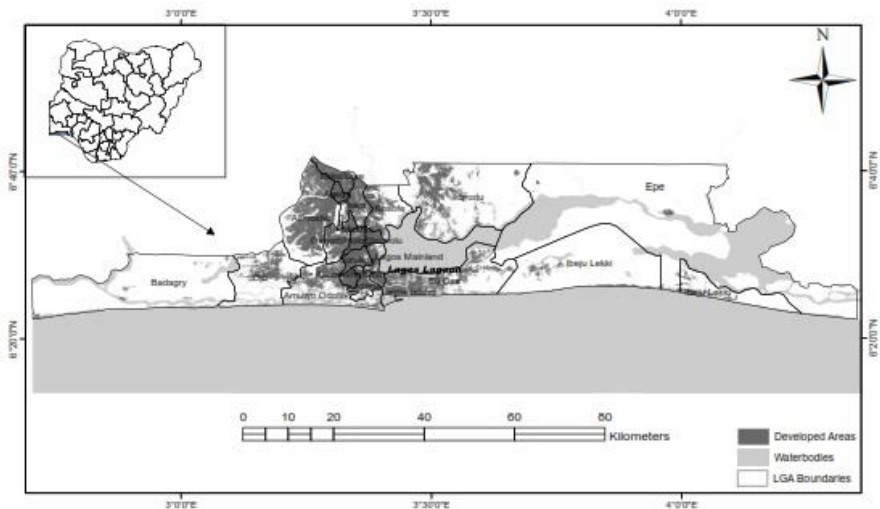 3°0'0"E 3°30'0"E 4°0'0"E
N
6°40'0"N 6°40'0"N
Epe
Lagos Mainland
Lagos Lagoon
Ibeju Lekki
Badagry
Amuwo Odofin
6°20'0"N 6°20'0"N
0 10 20 40 60 80
Kilometers
Developed Areas
Waterbodies
LGA Boundaries
3°0'0"E 3°30'0"E 4°0'0"E